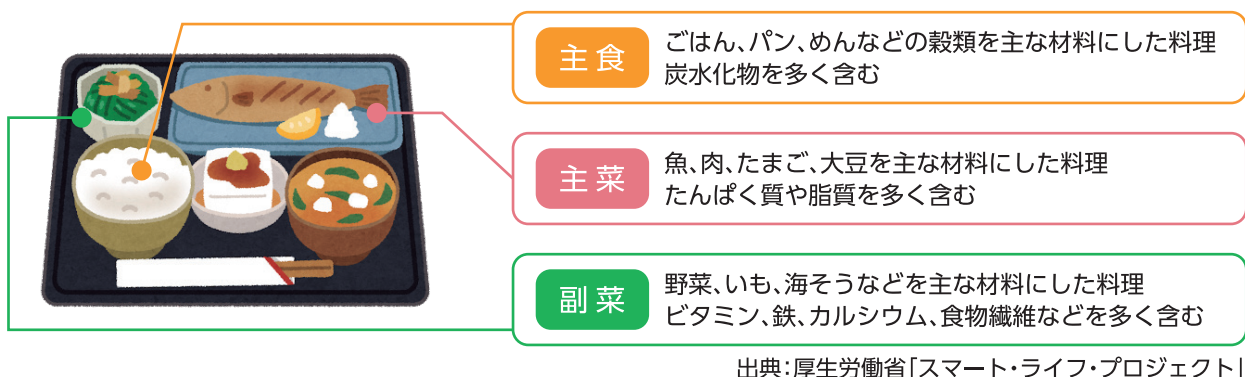 主食
ごはん、パン、めんなどの穀類を主な材料にした料理
炭水化物を多く含む
主菜
魚、肉、たまご、大豆を主な材料にした料理
たんぱく質や脂質を多く含む
副菜
野菜、いも、海そうなどを主な材料にした料理
ビタミン、鉄、カルシウム、食物繊維などを多く含む
出典:厚生労働省「スマート・ライフ・プロジェクト」